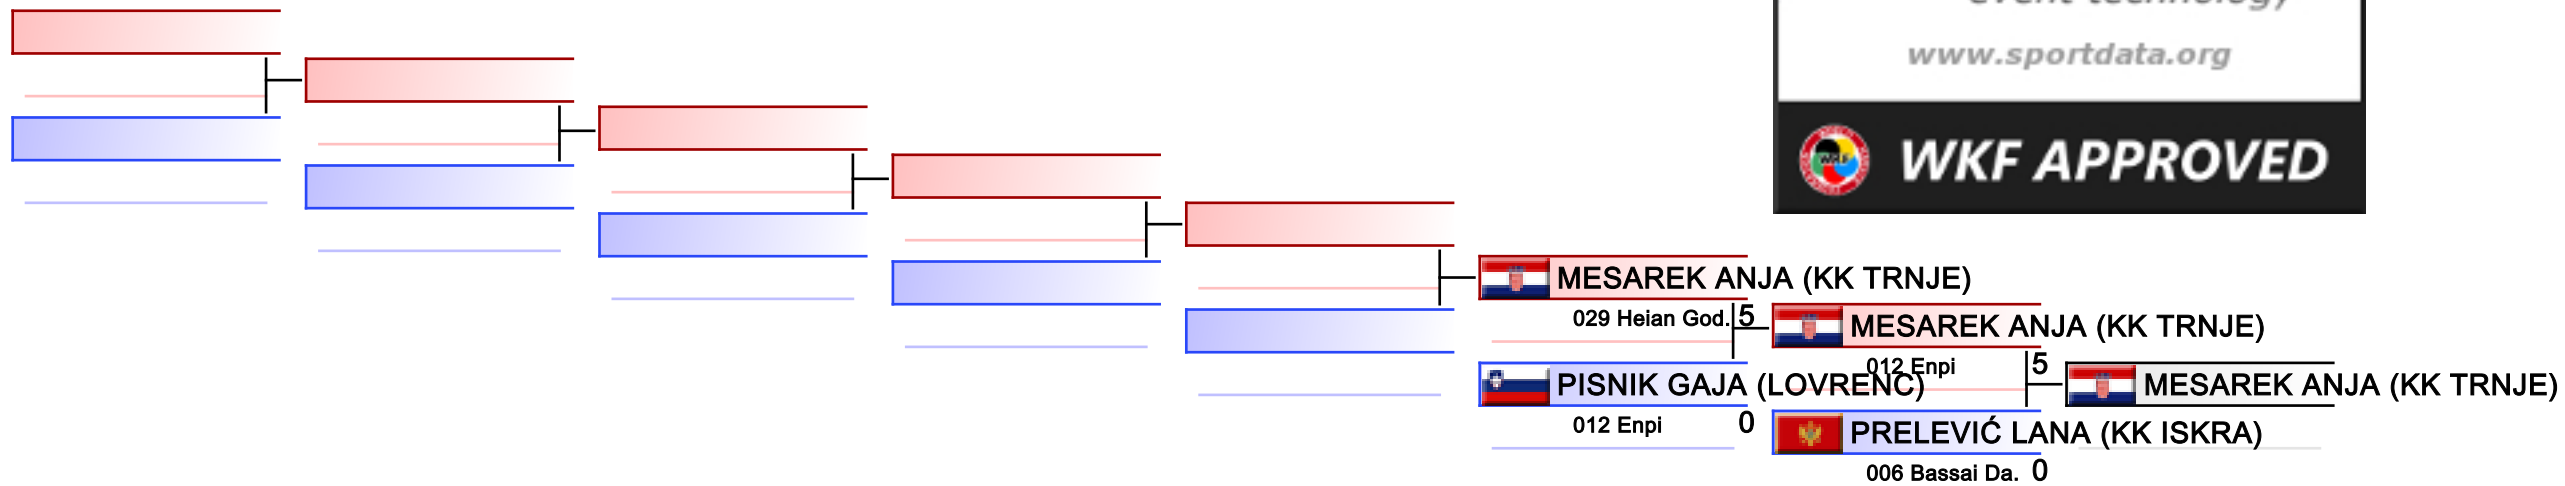 event technology
www.sportdata.org
WKF APPROVED
MESAREK ANJA (KK TRNJE)
029 Heian God. 5
MESAREK ANJA (KK TRNJE)
012 Enpi 5
PISNIK GAJA (LOVRENC)
MESAREK ANJA (KK TRNJE)
012 Enpi 0
PRELEVIĆ LANA (KK ISKRA)
006 Bassai Da. 0